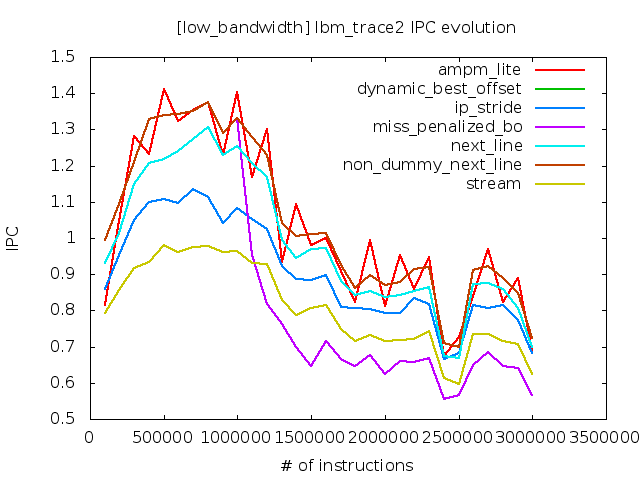 [low_bandwidth] lbm_trace2 IPC evolution
1.5
1.4
1.3
1.2
1.1
1
0.9
0.8
0.7
0.6
0.5
IPC
ampm_lite
dynamic_best_offset
ip_stride
miss_penalized_bo
next_line
non_dummy_next_line
stream
0 500000 1000000 1500000 2000000 2500000 3000000 3500000
# of instructions